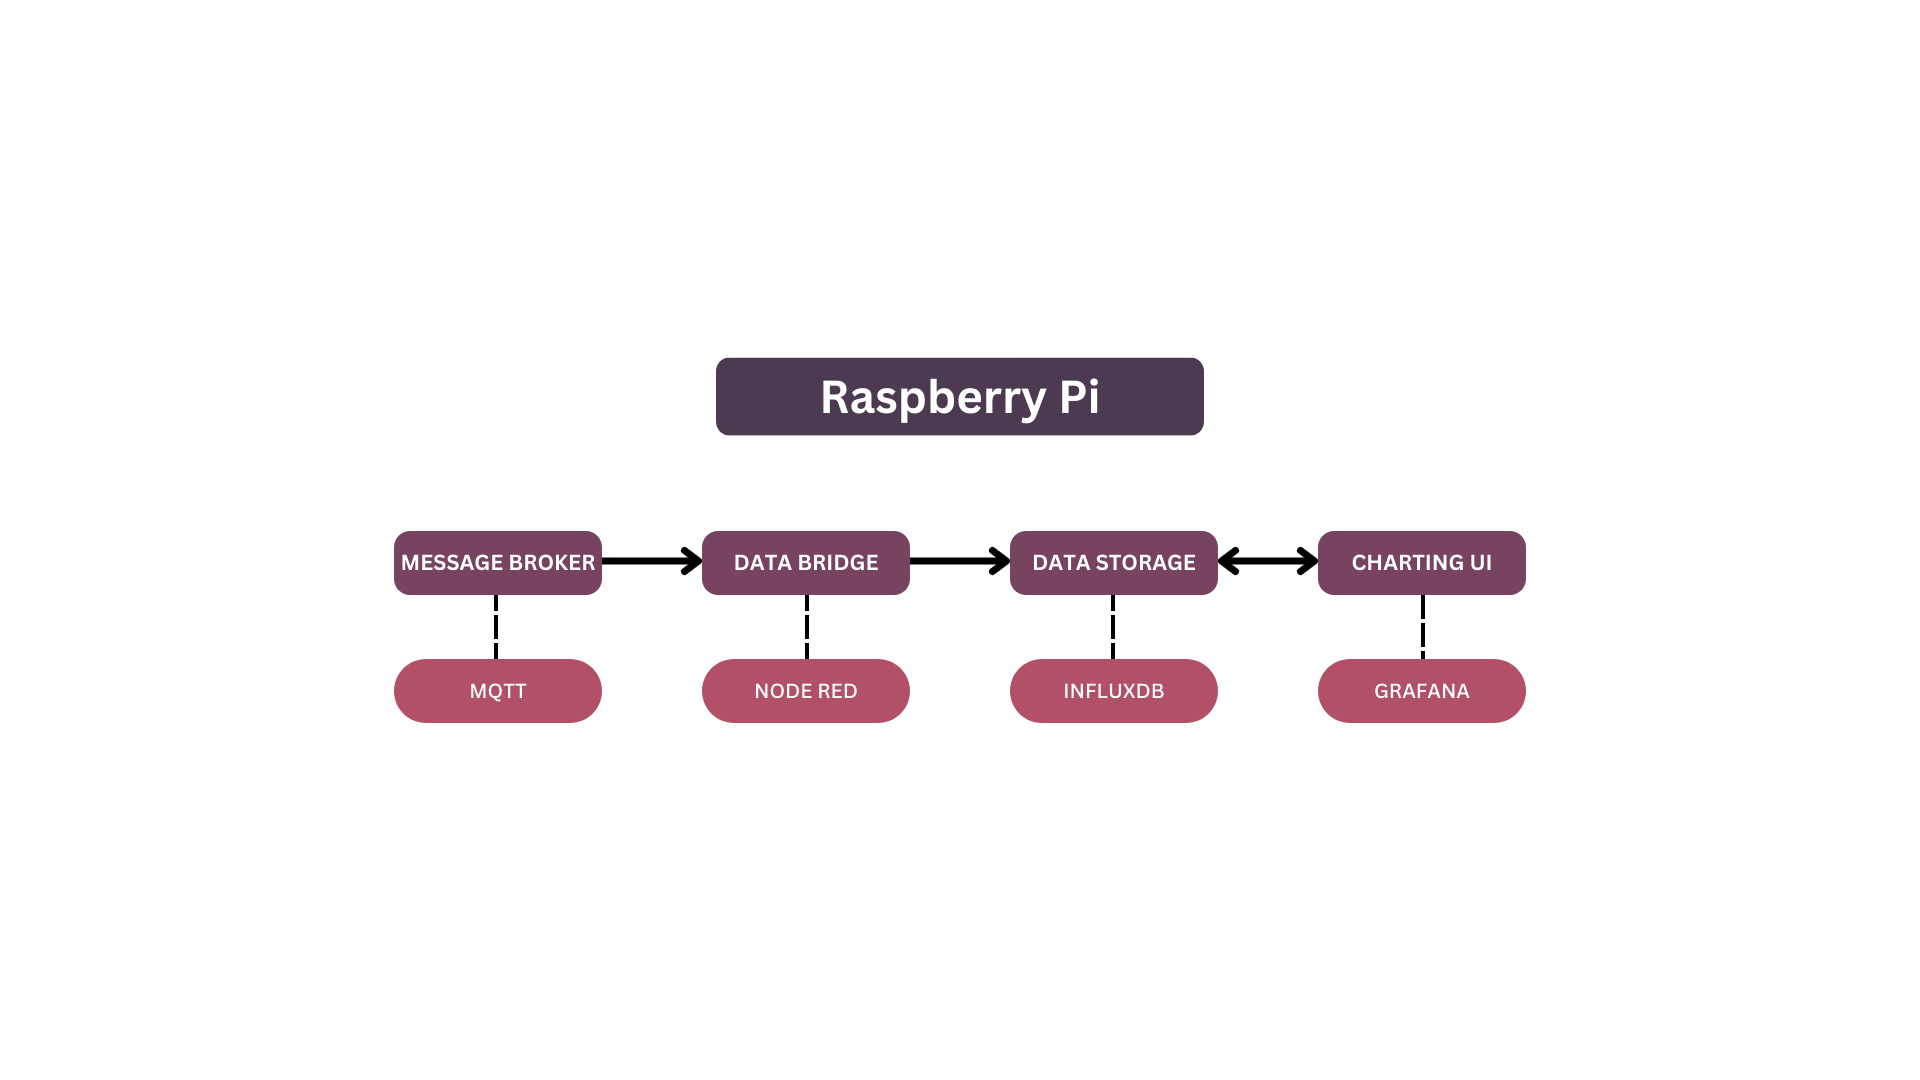 Raspberry Pi
MESSAGE BROKER
DATA BRIDGE
DATA STORAGE
CHARTING UI
MQTT
NODE RED
INFLUXDB
GRAFANA